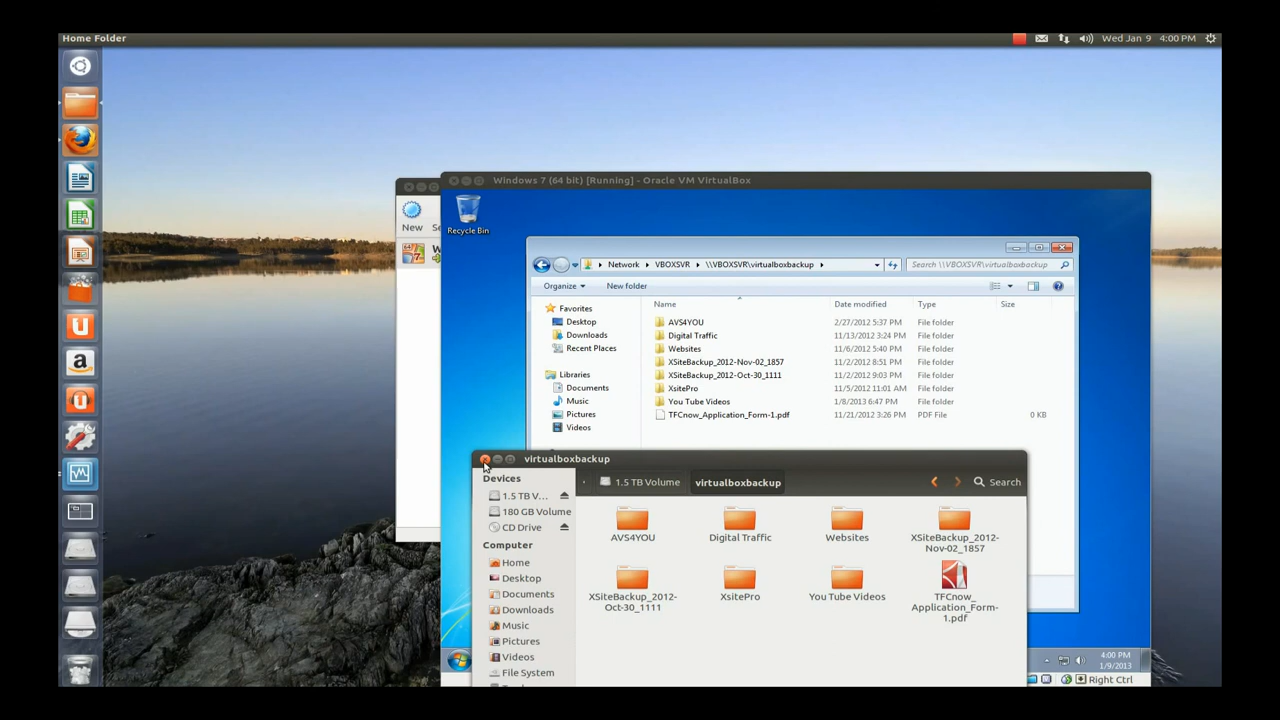 Home Folder
Wed Jan 9 4:00 PM
Windows 7 (64 bit) [Running] - Oracle VM VirtualBox
New
Recycle Bin
Network VBOXSVR \\VBOXSVR\virtualboxbackup
Search \\VBOXSVR\virtualboxbackup
Organize New folder
Name Date modified Type Size
Favorites
Desktop
Downloads
Recent Places
Libraries
Documents
Music
Pictures
Videos
AVS4YOU 2/27/2012 5:37 PM File folder
Digital Traffic 11/13/2012 3:24 PM File folder
Websites 11/6/2012 5:40 PM File folder
XSiteBackup_2012-Nov-02_1857 11/2/2012 8:51 PM File folder
XSiteBackup_2012-Oct-30_1111 11/2/2012 9:03 PM File folder
XsitePro 11/5/2012 11:01 AM File folder
You Tube Videos 1/8/2013 6:47 PM File folder
TFCnow_Application_Form-1.pdf 11/21/2012 3:26 PM PDF File 0 KB
virtualboxbackup
1.5 TB Volume virtualboxbackup Search
Devices
1.5 TB V...
180 GB Volume
CD Drive
Computer
Home
Desktop
Documents
Downloads
Music
Pictures
Videos
File System
AVS4YOU
Digital Traffic
Websites
XSiteBackup_2012-
Nov-02_1857
XSiteBackup_2012-
Oct-30_1111
XsitePro
You Tube Videos
TFCnow_
Application_Form-
1.pdf
4:00 PM
1/9/2013
Right Ctrl